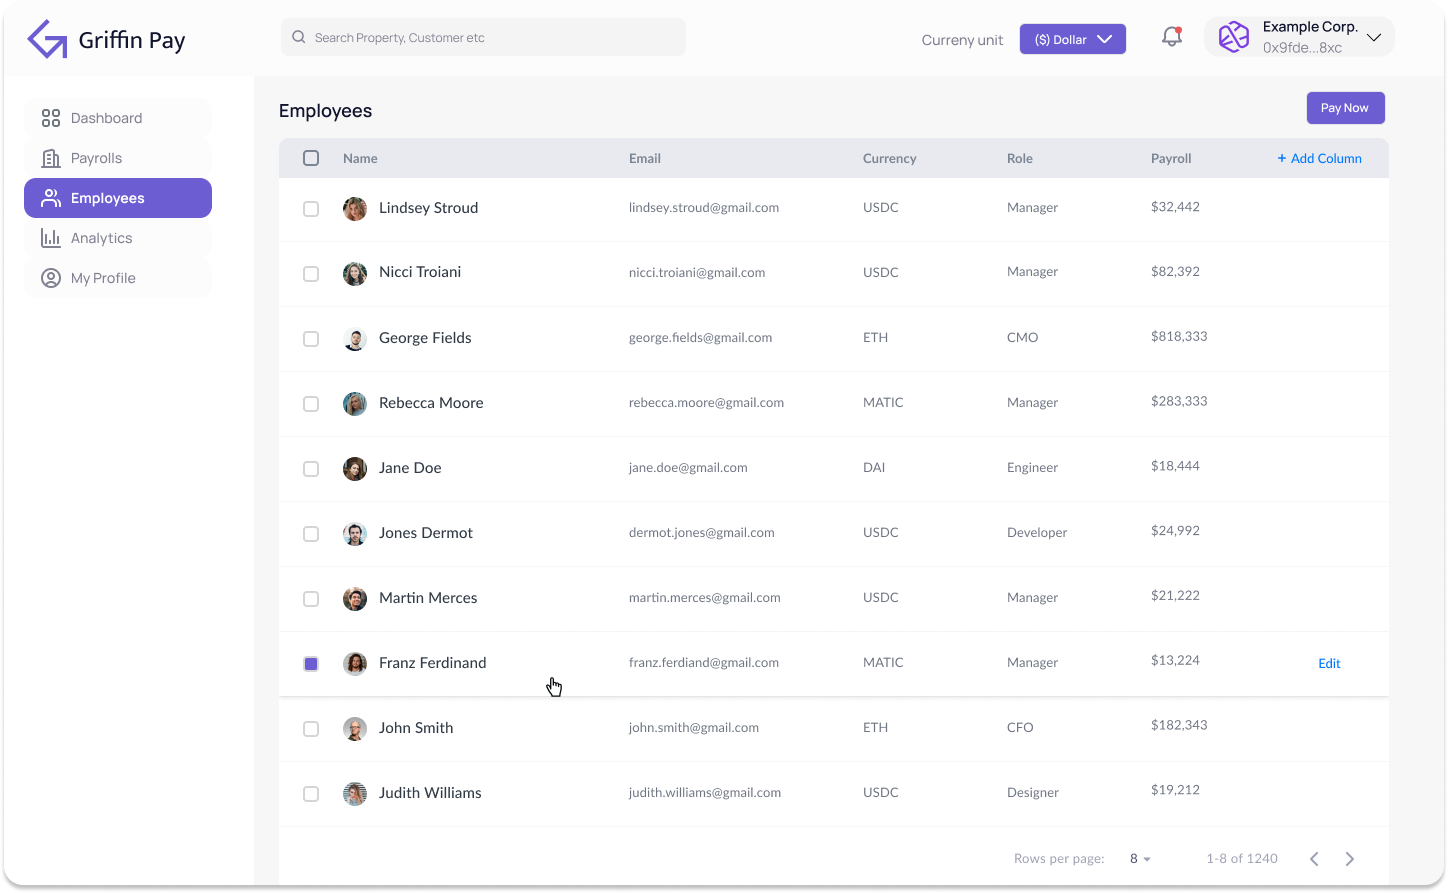 Griffin Pay
Search Property, Customer etc
Curreny unit
($) Dollar
Example Corp.
0x9fde...8xc
Dashboard
Payrolls
Employees
Analytics
My Profile
Employees
Pay Now
Name Email Currency Role Payroll + Add Column
Lindsey Stroud lindsey.stroud@gmail.com USDC Manager $32,442
Nicci Troiani nicci.troiani@gmail.com USDC Manager $82,392
George Fields george.fields@gmail.com ETH CMO $818,333
Rebecca Moore rebecca.moore@gmail.com MATIC Manager $283,333
Jane Doe jane.doe@gmail.com DAI Engineer $18,444
Jones Dermot dermot.jones@gmail.com USDC Developer $24,992
Martin Merces martin.merces@gmail.com USDC Manager $21,222
Franz Ferdinand franz.ferdiand@gmail.com MATIC Manager $13,224 Edit
John Smith john.smith@gmail.com ETH CFO $182,343
Judith Williams judith.williams@gmail.com USDC Designer $19,212
Rows per page: 8 1-8 of 1240